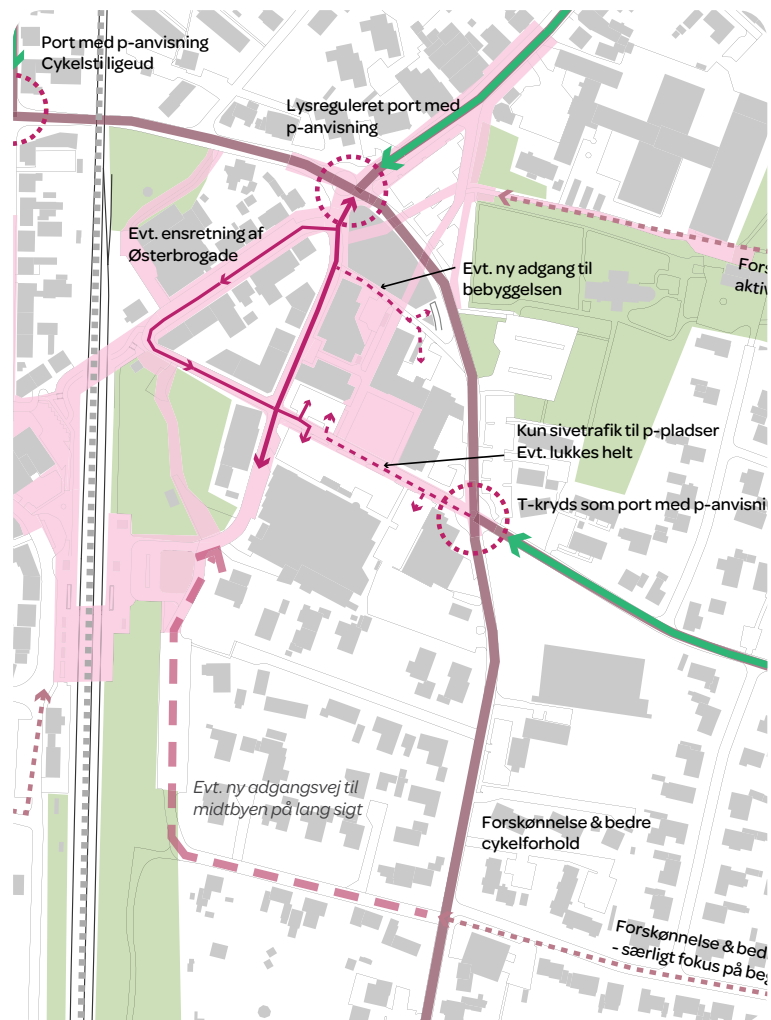 Port med p-anvisning
Cykelsti ligeud
Lysreguleret port med
p-anvisning
Evt. ensretning af
Østerbrogade
Evt. ny adgang til
bebyggelsen
Fors
aktiv
Kun sivetrafik til p-pladser
Evt. lukkes helt
T-kryds som port med p-anvisni
Evt. ny adgangsvej til
midtbyen på lang sigt
Forskønnelse & bedre
cykelforhold
Forskønnelse & bed
- særligt fokus på beg